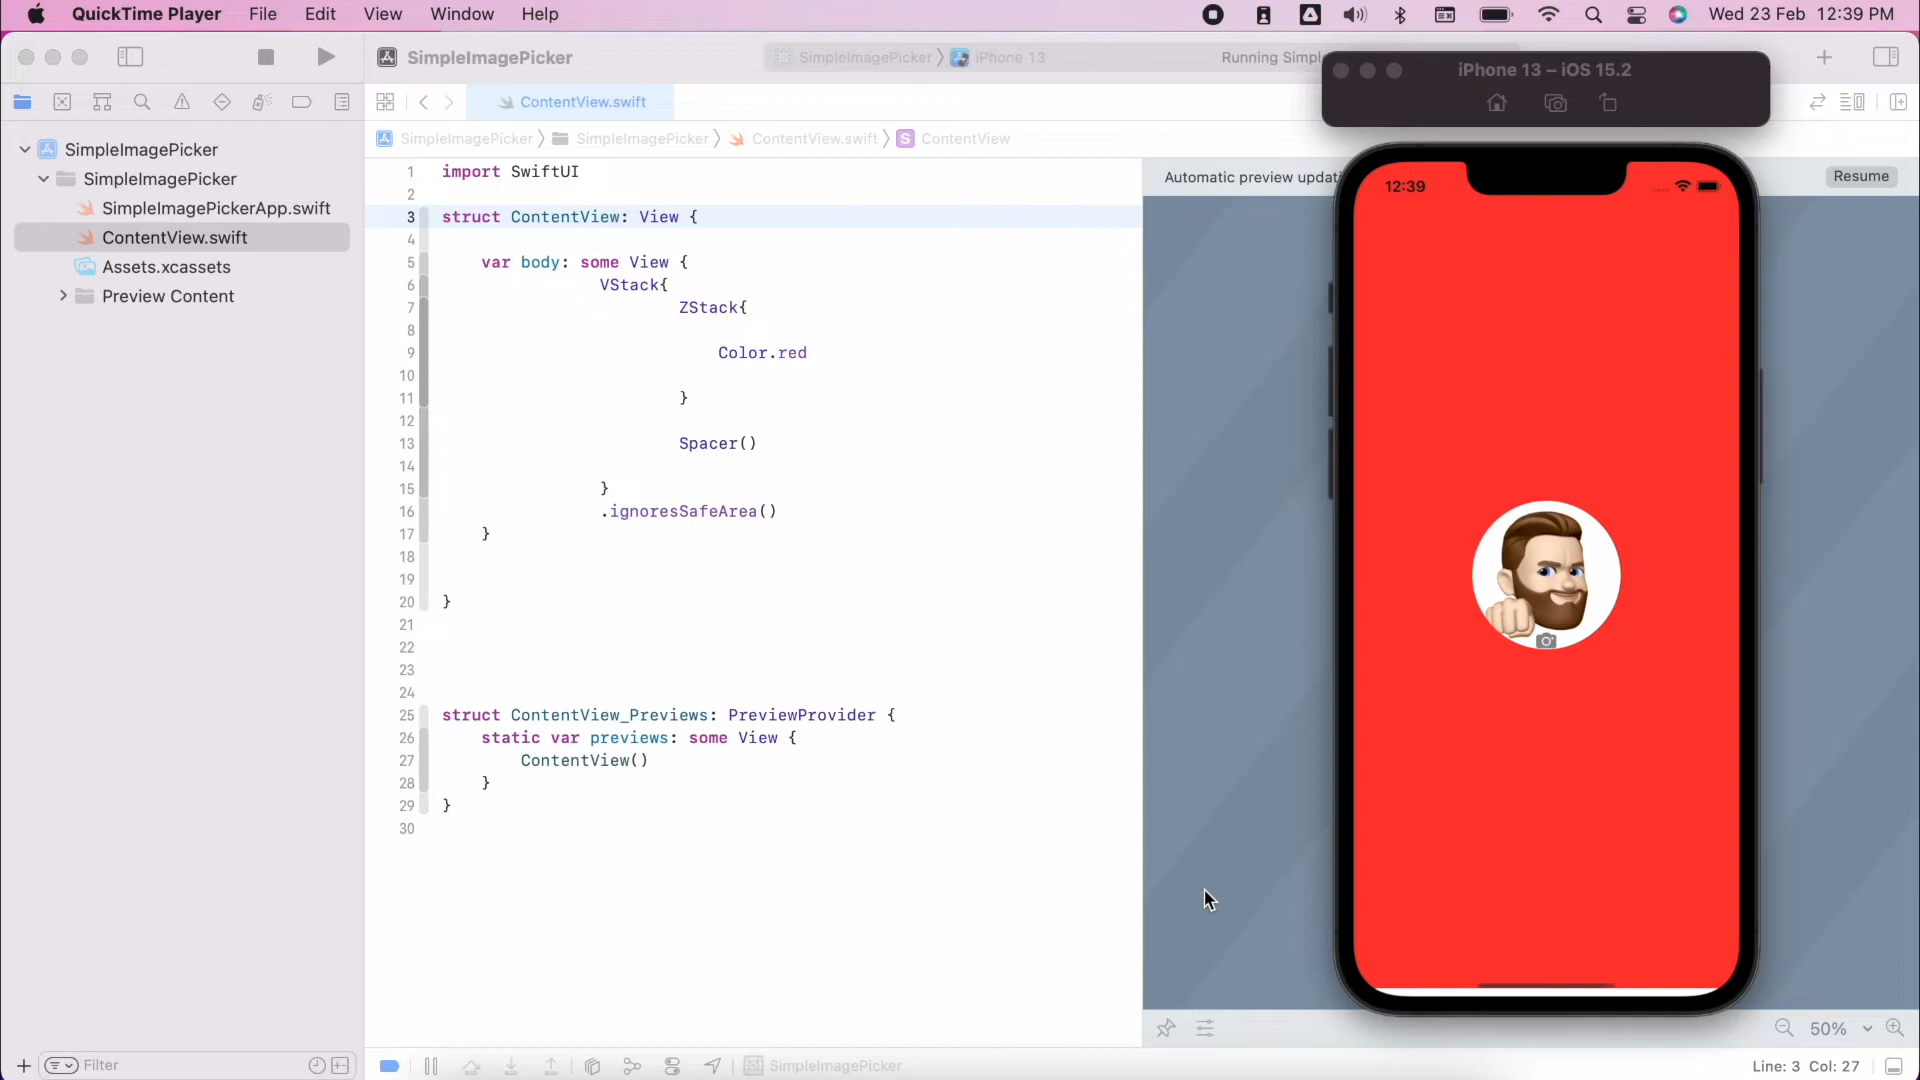 QuickTime Player File Edit View Window Help Wed 23 Feb 12:39 PM
SimpleImagePicker SimpleImagePicker iPhone 13 Running Simple
iPhone 13 – iOS 15.2
ContentView.swift
SimpleImagePicker SimpleImagePicker ContentView.swift S ContentView
SimpleImagePicker
SimpleImagePicker
SimpleImagePickerApp.swift
ContentView.swift
Assets.xcassets
Preview Content
1 import SwiftUI
2
3 struct ContentView: View {
4
5 var body: some View {
6 VStack{
7 ZStack{
8
9 Color.red
10
11 }
12
13 Spacer()
14
15 }
16 .ignoresSafeArea()
17 }
18
19
20 }
21
22
23
24
25 struct ContentView_Previews: PreviewProvider {
26 static var previews: some View {
27 ContentView()
28 }
29 }
30
Automatic preview updati
Resume
12:39
50%
Filter
SimpleImagePicker
Line: 3 Col: 27